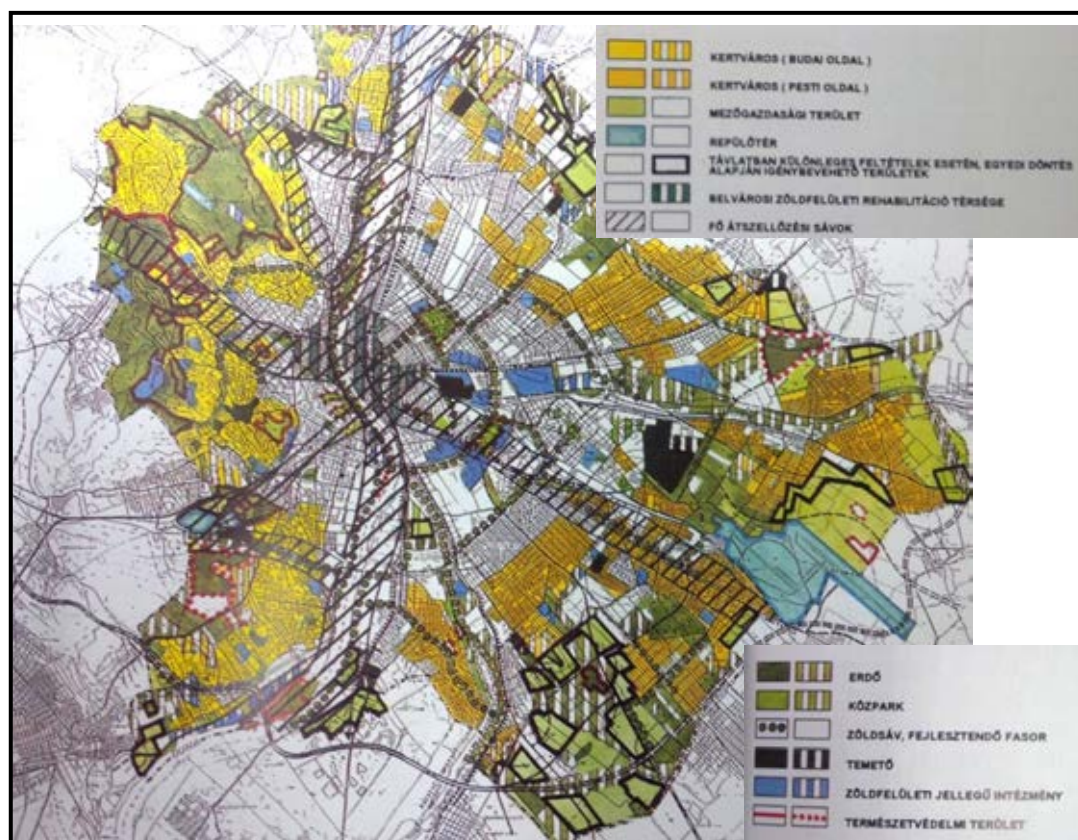 KERTVÁROS ( BUDAI OLDAL )
KERTVÁROS ( PESTI OLDAL )
MEZŐGAZDASÁGI TERÜLET
REPÜLŐTÉR
TÁVLATBAN KÜLÖNLEGES FELTÉTELEK ESETÉN, EGYEDI DÖNTÉS
ALAPJÁN IGÉNYBEVEHETŐ TERÜLETEK
BELVÁROSI ZÖLDFELÜLETI REHABILITÁCIÓ TÉRSÉGE
FŐ ÁTSZELLŐZÉSI SÁVOK
ERDŐ
KÖZPARK
ZÖLDSÁV, FEJLESZTENDŐ FASOR
TEMETŐ
ZÖLDFELÜLETI JELLEGŰ INTÉZMÉNY
TERMÉSZETVÉDELMI TERÜLET